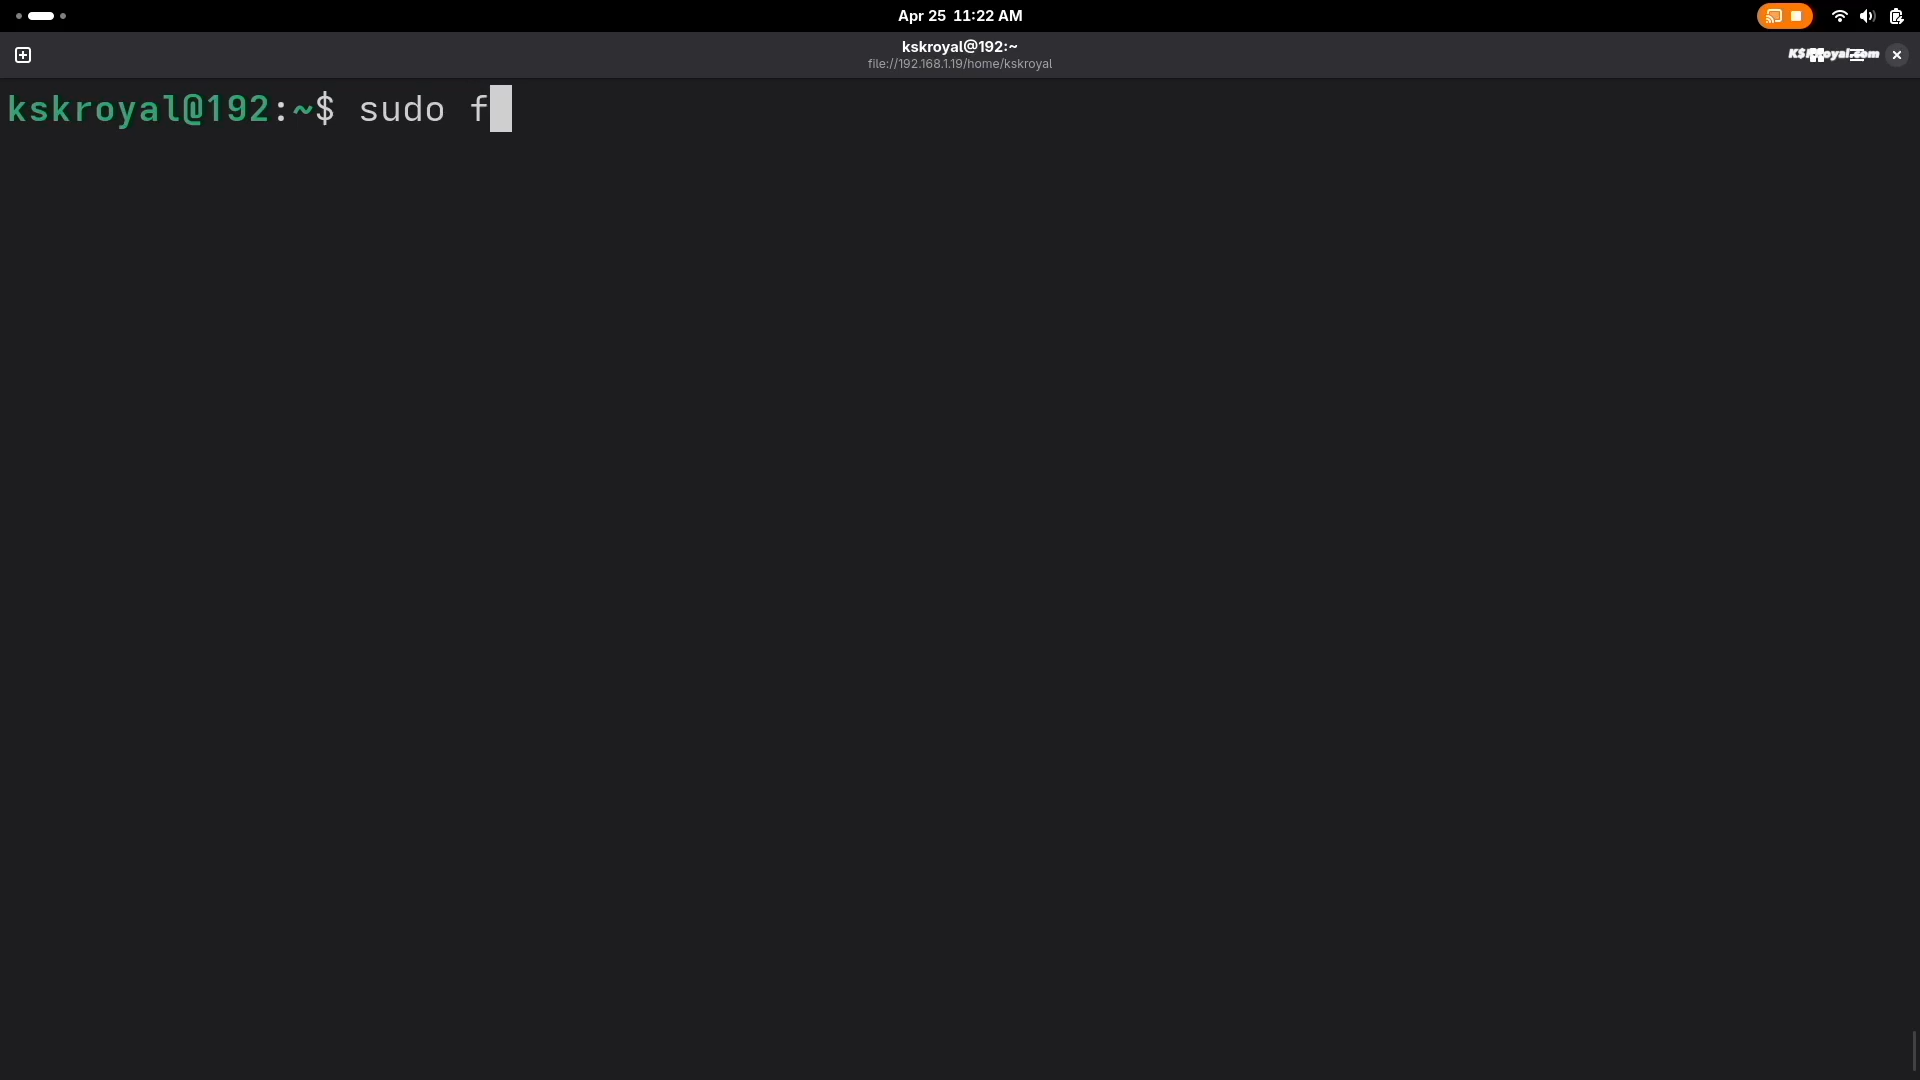 Apr 25 11:22 AM
kskroyal@192:~
file://192.168.1.19/home/kskroyal
kskroyal@192:~$ sudo f